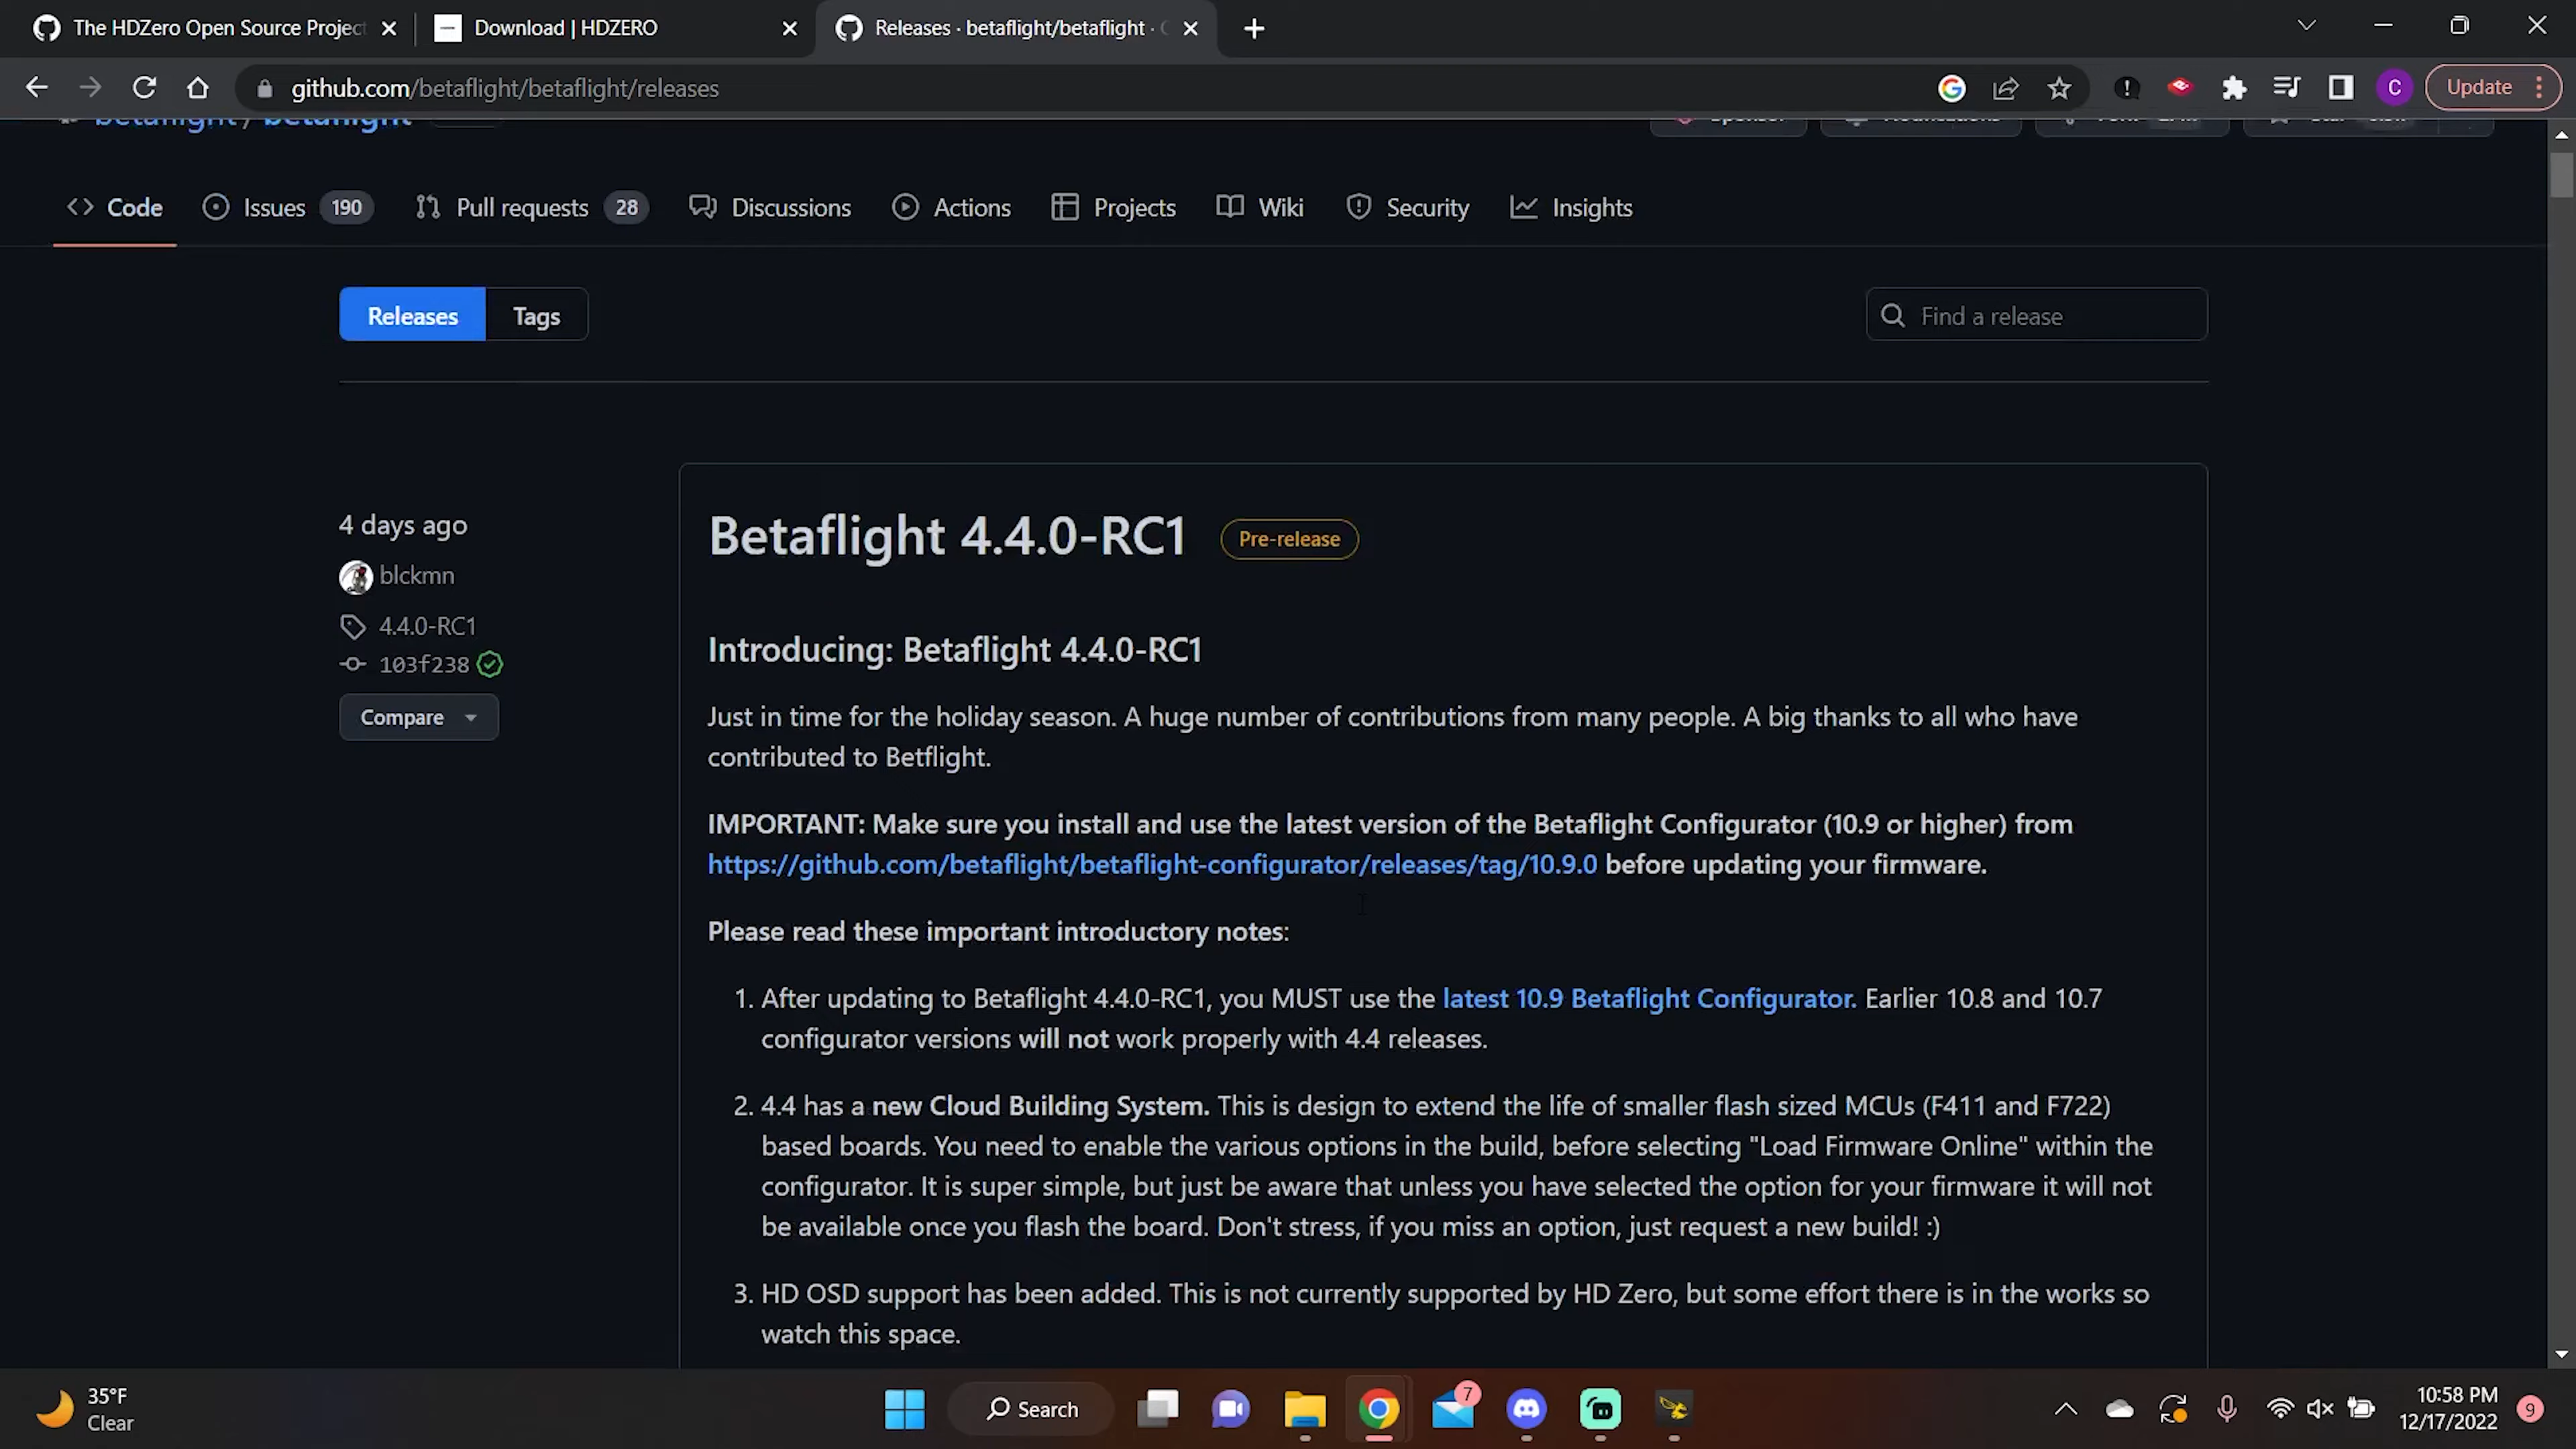 The HDZero Open Source Project
Download | HDZERO
Releases · betaflight/betaflight ·
github.com/betaflight/betaflight/releases
Update
C
betaflight / betaflight
Sponsor
Notifications
Code
Issues 190
Pull requests 28
Discussions
Actions
Projects
Wiki
Security
Insights
Releases
Tags
Find a release
4 days ago
blckmn
4.4.0-RC1
103f238
Compare
Betaflight 4.4.0-RC1 Pre-release
Introducing: Betaflight 4.4.0-RC1
Just in time for the holiday season. A huge number of contributions from many people. A big thanks to all who have
contributed to Betflight.
IMPORTANT: Make sure you install and use the latest version of the Betaflight Configurator (10.9 or higher) from
https://github.com/betaflight/betaflight-configurator/releases/tag/10.9.0 before updating your firmware.
Please read these important introductory notes:
1. After updating to Betaflight 4.4.0-RC1, you MUST use the latest 10.9 Betaflight Configurator. Earlier 10.8 and 10.7
configurator versions will not work properly with 4.4 releases.
2. 4.4 has a new Cloud Building System. This is design to extend the life of smaller flash sized MCUs (F411 and F722)
based boards. You need to enable the various options in the build, before selecting "Load Firmware Online" within the
configurator. It is super simple, but just be aware that unless you have selected the option for your firmware it will not
be available once you flash the board. Don't stress, if you miss an option, just request a new build! :)
3. HD OSD support has been added. This is not currently supported by HD Zero, but some effort there is in the works so
watch this space.
35°F
Clear
Search
7
10:58 PM
12/17/2022
9